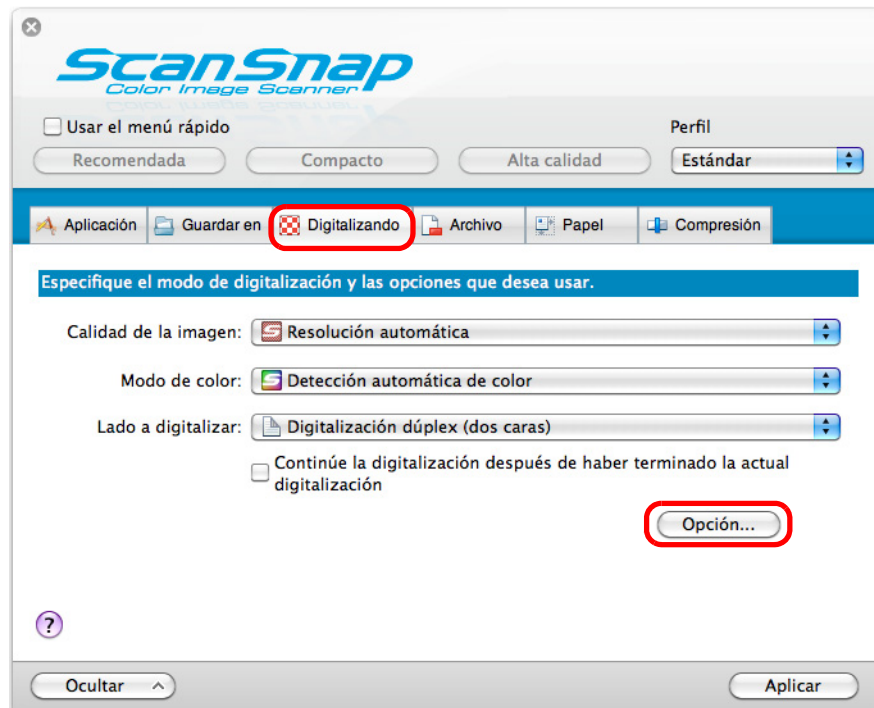 ScanSnap
Color Image Scanner
Usar el menú rápido
Perfil
Recomendada Compacto Alta calidad Estándar
Aplicación Guardar en Digitalizando Archivo Papel Compresión
Especifique el modo de digitalización y las opciones que desea usar.
Calidad de la imagen: Resolución automática
Modo de color: Detección automática de color
Lado a digitalizar: Digitalización dúplex (dos caras)
Continúe la digitalización después de haber terminado la actual
digitalización
Opción...
?
Ocultar Aplicar